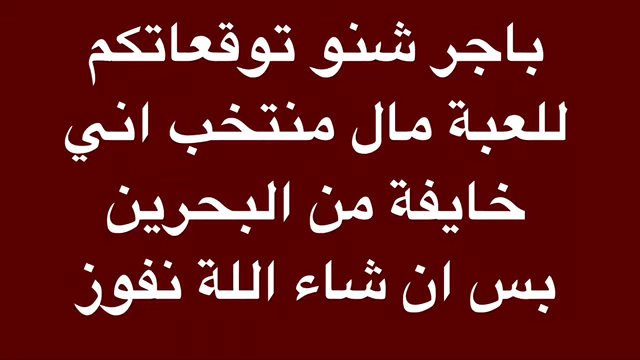 باجر شنو توقعاتكم
للعبة مال منتخب اني
خايفة من البحرين
بس ان شاء اللة نفوز